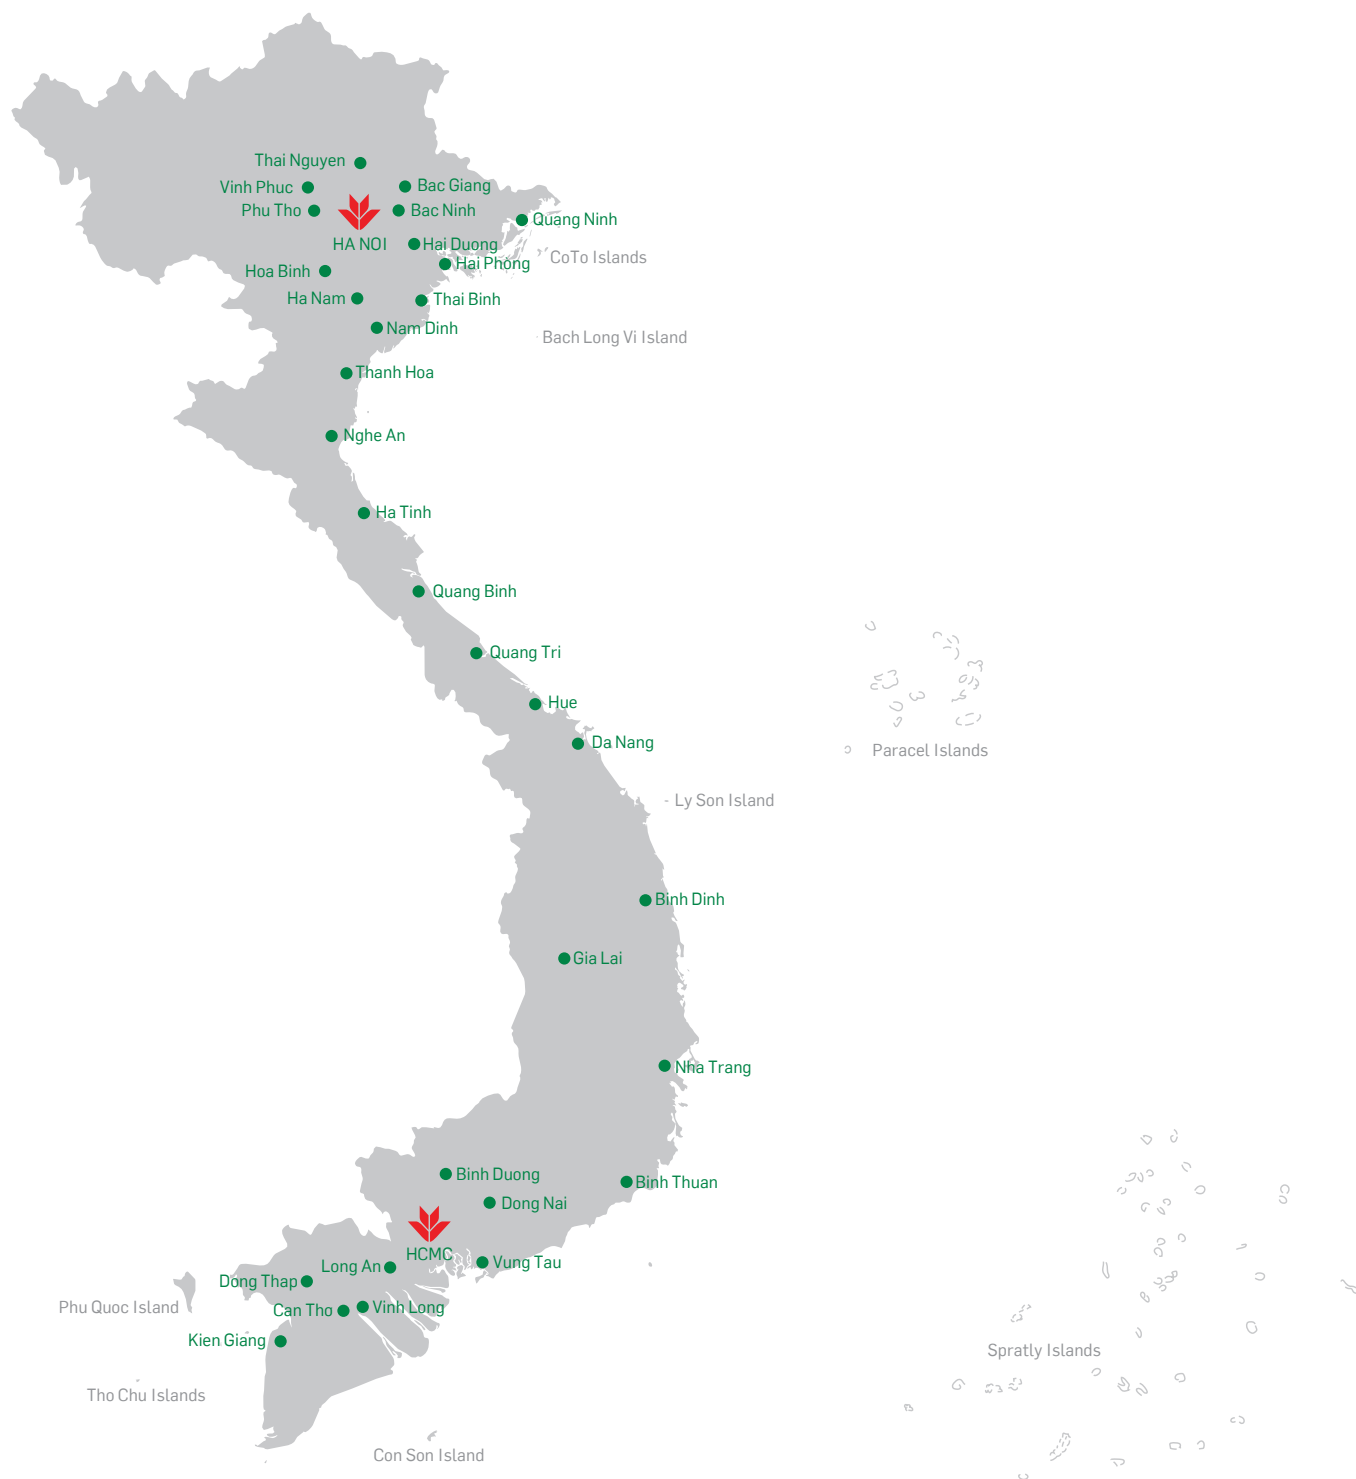 Thai Nguyen
Vinh Phuc
Bac Giang
Phu Tho
Bac Ninh
Quang Ninh
HA NOI
Hai Duong
CoTo Islands
Hai Phong
Hoa Binh
Ha Nam
Thai Binh
Nam Dinh
Bach Long Vi Island
Thanh Hoa
Nghe An
Ha Tinh
Quang Binh
Quang Tri
Hue
Da Nang
Paracel Islands
Ly Son Island
Binh Dinh
Gia Lai
Nha Trang
Binh Duong
Binh Thuan
Dong Nai
HCMC
Vung Tau
Long An
Dong Thap
Phu Quoc Island
Can Tho
Vinh Long
Kien Giang
Spratly Islands
Tho Chu Islands
Con Son Island